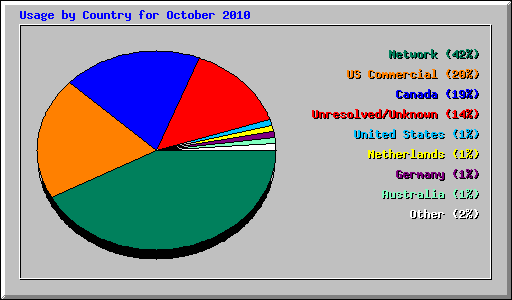 Usage by Country for October 2010
Network (42%)
US Commercial (20%)
Canada (19%)
Unresolved/Unknown (14%)
United States (1%)
Netherlands (1%)
Germany (1%)
Australia (1%)
Other (2%)